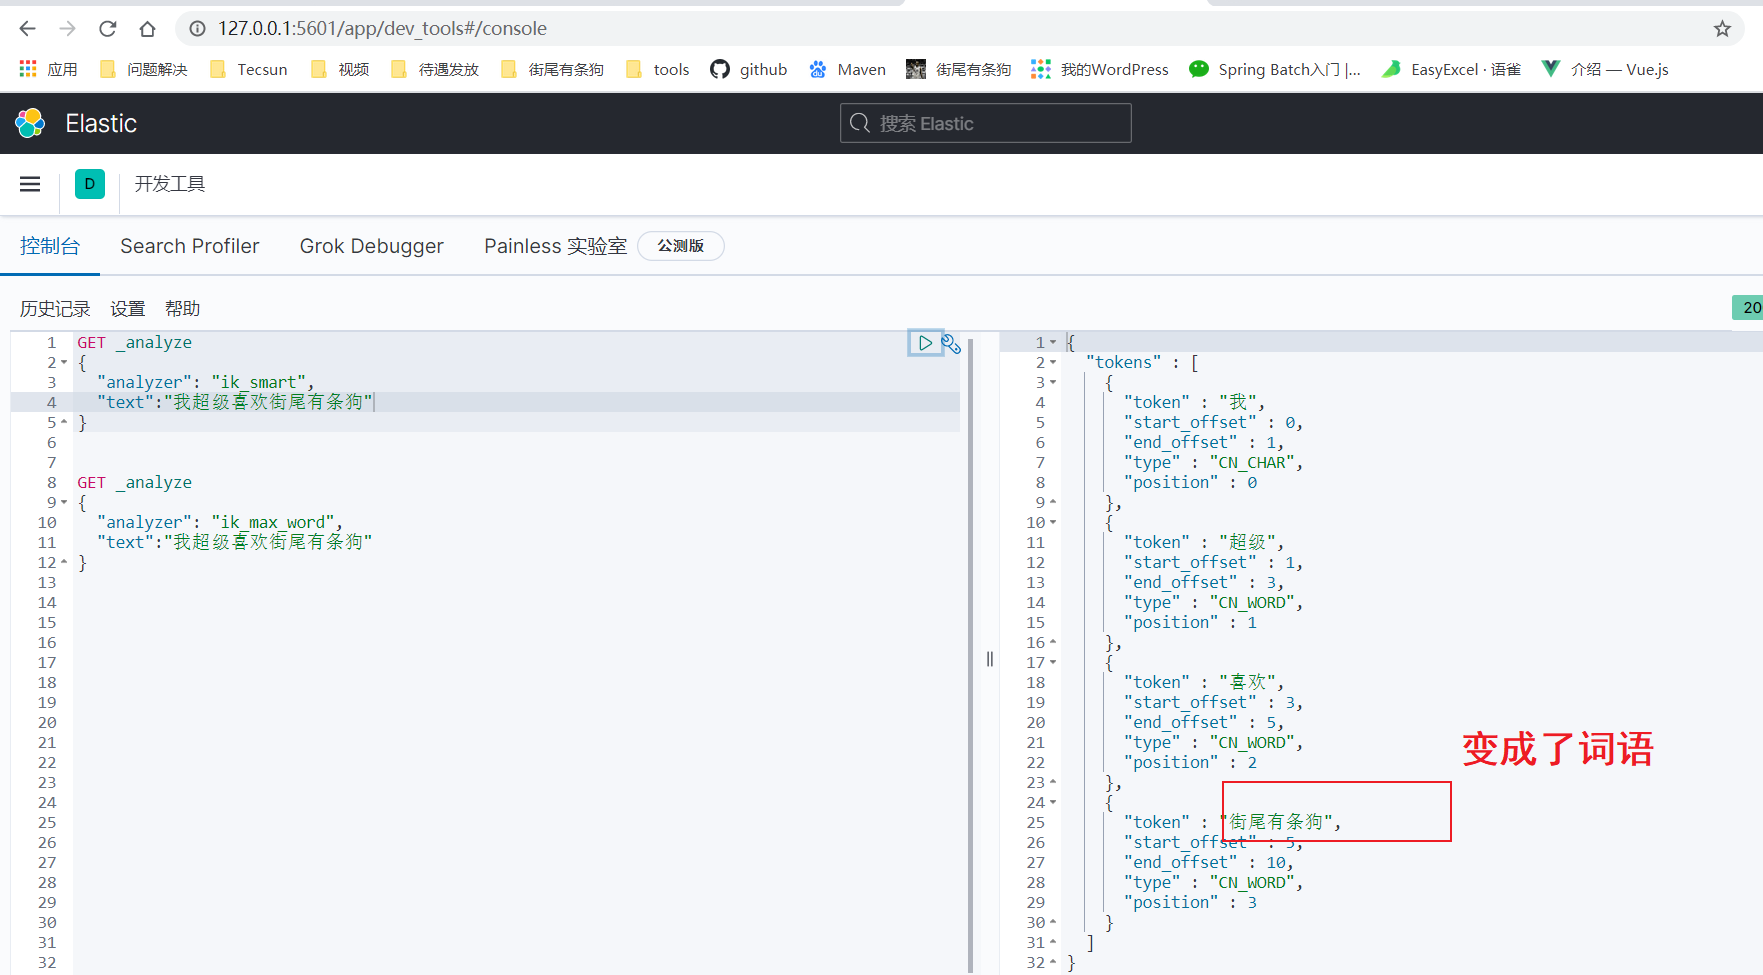 127.0.0.1:5601/app/dev_tools#/console
应用 问题解决 Tecsun 视频 待遇发放 街尾有条狗 tools github Maven 街尾有条狗 我的WordPress Spring Batch入门 |... EasyExcel · 语雀 介绍 — Vue.js
Elastic 搜索 Elastic
D 开发工具
控制台 Search Profiler Grok Debugger Painless 实验室 公测版
历史记录 设置 帮助 20
1 GET _analyze
2 {
3 "analyzer": "ik_smart",
4 "text":"我超级喜欢街尾有条狗"
5 }
6
7
8 GET _analyze
9 {
10 "analyzer": "ik_max_word",
11 "text":"我超级喜欢街尾有条狗"
12 }
13
14
15
16
17
18
19
20
21
22
23
24
25
26
27
28
29
30
31
32
1 {
2 "tokens" : [
3 {
4 "token" : "我",
5 "start_offset" : 0,
6 "end_offset" : 1,
7 "type" : "CN_CHAR",
8 "position" : 0
9 },
10 {
11 "token" : "超级",
12 "start_offset" : 1,
13 "end_offset" : 3,
14 "type" : "CN_WORD",
15 "position" : 1
16 },
17 {
18 "token" : "喜欢",
19 "start_offset" : 3,
20 "end_offset" : 5,
21 "type" : "CN_WORD",
22 "position" : 2
23 },
24 {
25 "token" : "街尾有条狗",
26 "start_offset" : 5,
27 "end_offset" : 10,
28 "type" : "CN_WORD",
29 "position" : 3
30 }
31 ]
32 }
变成了词语